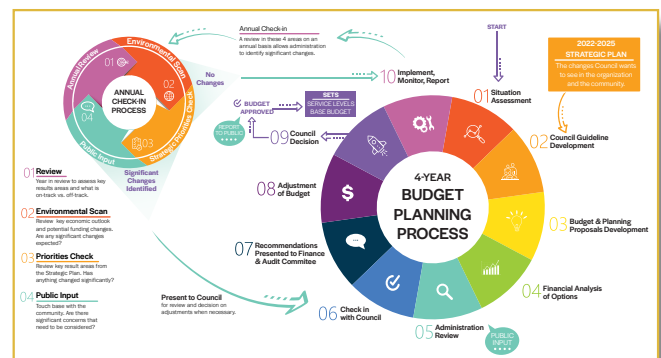 Annual Check-in
A review in these 4 areas on an
annual basis allows administration
to identify significant changes.
START
2022-2025
STRATEGIC PLAN
The changes Council wants
to see in the organization
and the community.
Annual Review
Environmental Scan
Strategic Priorities Check
Public Input
01
02
03
04
ANNUAL
CHECK-IN
PROCESS
No
Changes
Significant
Changes
Identified
10 Implement,
Monitor, Report
01 Situation
Assessment
02 Council Guideline
Development
03 Budget & Planning
Proposals Development
04 Financial Analysis
of Options
05 Administration
Review
PUBLIC
INPUT
06 Check in
with Council
07 Recommendations
Presented to Finance
& Audit Commitee
08 Adjustment
of Budget
09 Council
Decision
REPORT
TO PUBLIC
BUDGET
APPROVED
SETS
SERVICE LEVELS
BASE BUDGET
4-YEAR
BUDGET
PLANNING
PROCESS
$
01 Review
Year in review to assess key
results areas and what is
on-track vs. off-track.
02 Environmental Scan
Review key economic outlook
and potential funding changes.
Are any significant changes
expected?
03 Priorities Check
Review key result areas from
the Strategic Plan. Has
anything changed significantly?
04 Public Input
Touch base with the
community. Are there
significant concerns that
need to be considered?
Present to Council
for review and decision on
adjustments when necessary.